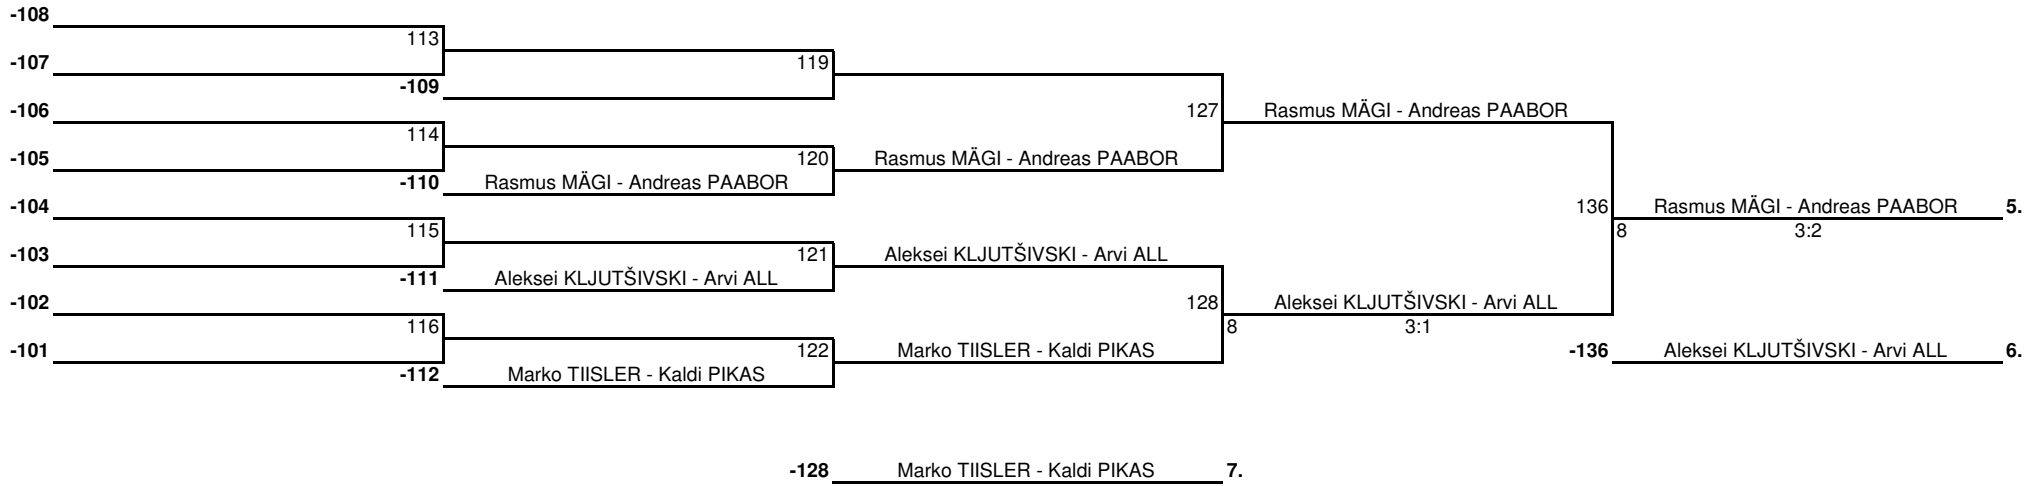 -108
113
-107
119
-109
-106
127 Rasmus MÄGI - Andreas PAABOR
114
-105
120 Rasmus MÄGI - Andreas PAABOR
-110 Rasmus MÄGI - Andreas PAABOR
-104
136 Rasmus MÄGI - Andreas PAABOR 5.
115
8 3:2
-103
121 Aleksei KLJUTŠIVSKI - Arvi ALL
-111 Aleksei KLJUTŠIVSKI - Arvi ALL
-102
128 Aleksei KLJUTŠIVSKI - Arvi ALL
116
8 3:1
-101
122 Marko TIISLER - Kaldi PIKAS
-136 Aleksei KLJUTŠIVSKI - Arvi ALL 6.
-112 Marko TIISLER - Kaldi PIKAS
-128 Marko TIISLER - Kaldi PIKAS 7.